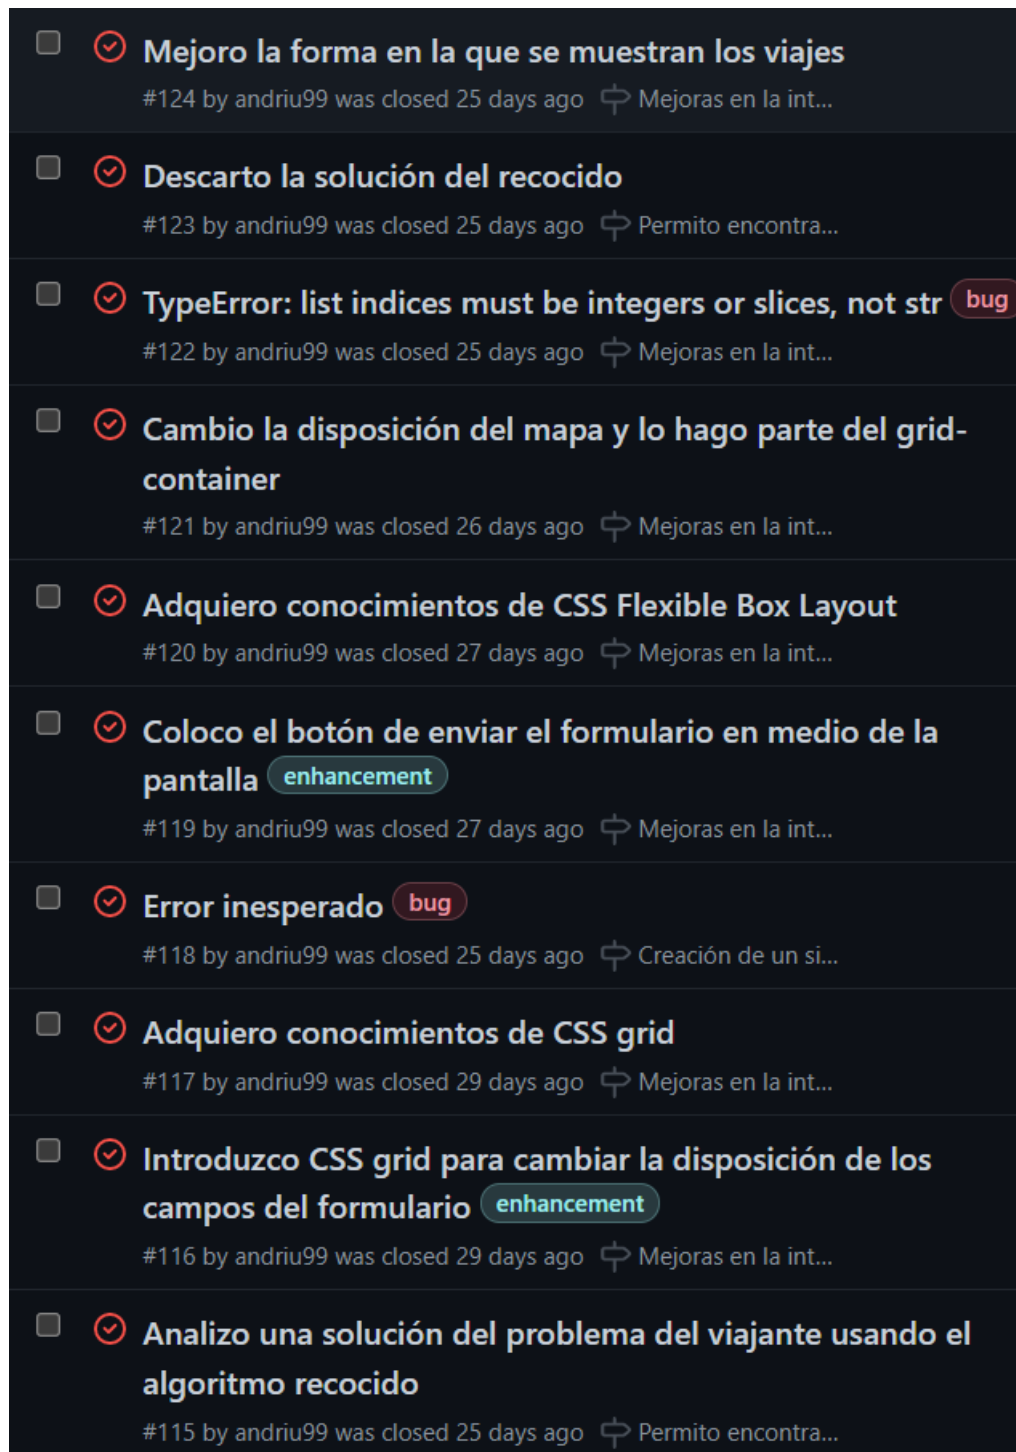 Mejoro la forma en la que se muestran los viajes
#124 by andriu99 was closed 25 days ago Mejoras en la int...
Descarto la solución del recocido
#123 by andriu99 was closed 25 days ago Permito encontra...
TypeError: list indices must be integers or slices, not str bug
#122 by andriu99 was closed 25 days ago Mejoras en la int...
Cambio la disposición del mapa y lo hago parte del grid-
container
#121 by andriu99 was closed 26 days ago Mejoras en la int...
Adquiero conocimientos de CSS Flexible Box Layout
#120 by andriu99 was closed 27 days ago Mejoras en la int...
Coloco el botón de enviar el formulario en medio de la
pantalla enhancement
#119 by andriu99 was closed 27 days ago Mejoras en la int...
Error inesperado bug
#118 by andriu99 was closed 25 days ago Creación de un si...
Adquiero conocimientos de CSS grid
#117 by andriu99 was closed 29 days ago Mejoras en la int...
Introduzco CSS grid para cambiar la disposición de los
campos del formulario enhancement
#116 by andriu99 was closed 29 days ago Mejoras en la int...
Analizo una solución del problema del viajante usando el
algoritmo recocido
#115 by andriu99 was closed 25 days ago Permito encontra...